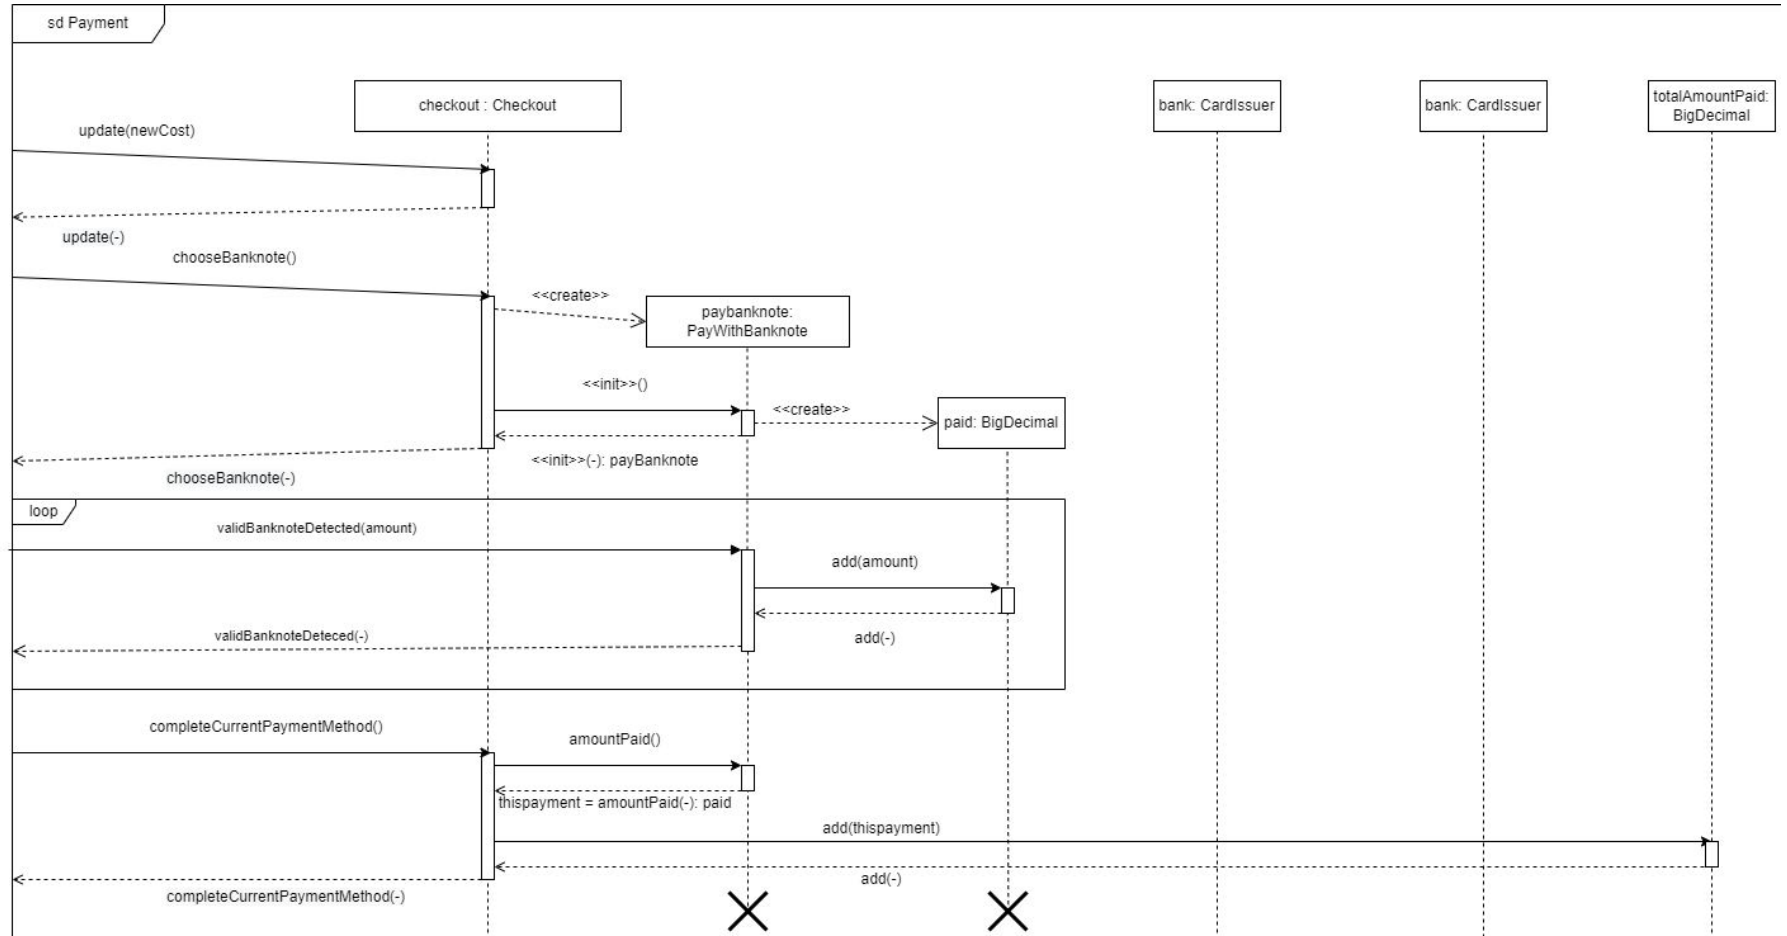 sd Payment
checkout : Checkout
bank: CardIssuer
bank: CardIssuer
totalAmountPaid:
BigDecimal
update(newCost)
update(-)
chooseBanknote()
<<create>>
paybanknote:
PayWithBanknote
<<init>>()
<<create>>
paid: BigDecimal
<<init>>(-): payBanknote
chooseBanknote(-)
loop
validBanknoteDetected(amount)
add(amount)
validBanknoteDeteced(-)
add(-)
completeCurrentPaymentMethod()
amountPaid()
thispayment = amountPaid(-): paid
add(thispayment)
add(-)
completeCurrentPaymentMethod(-)